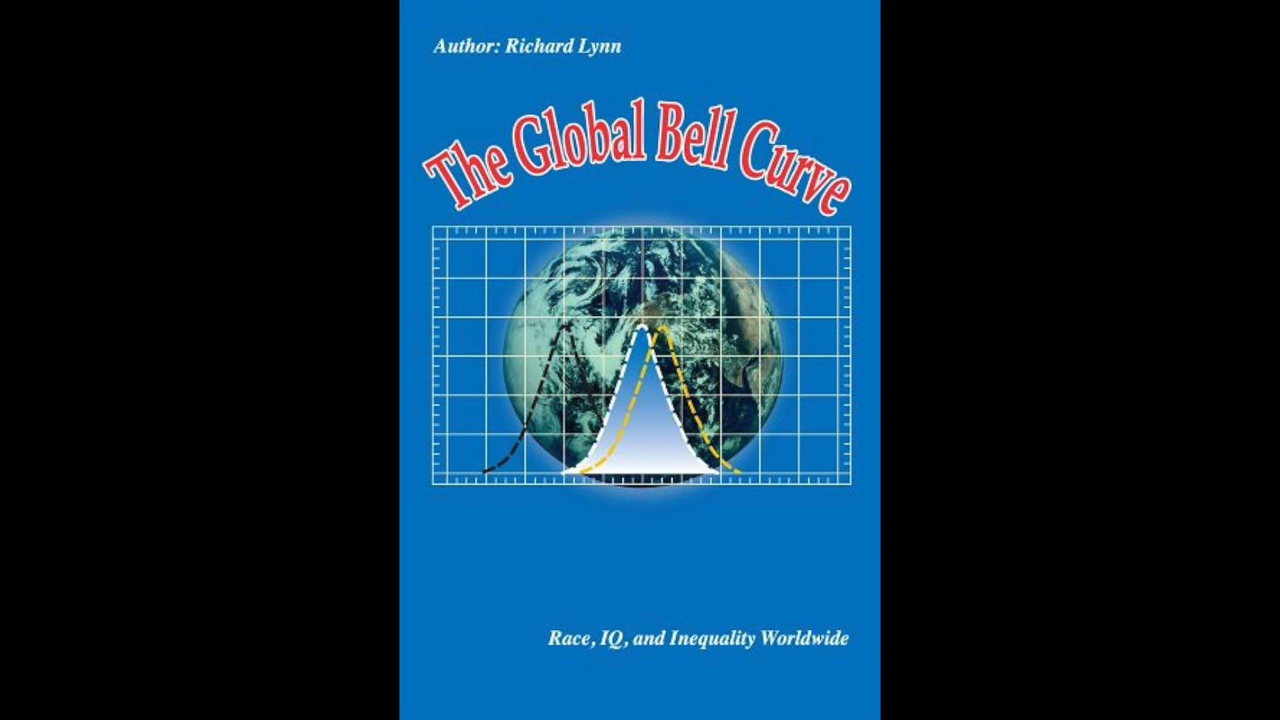 Author: Richard Lynn
The Global Bell Curve
Race, IQ, and Inequality Worldwide